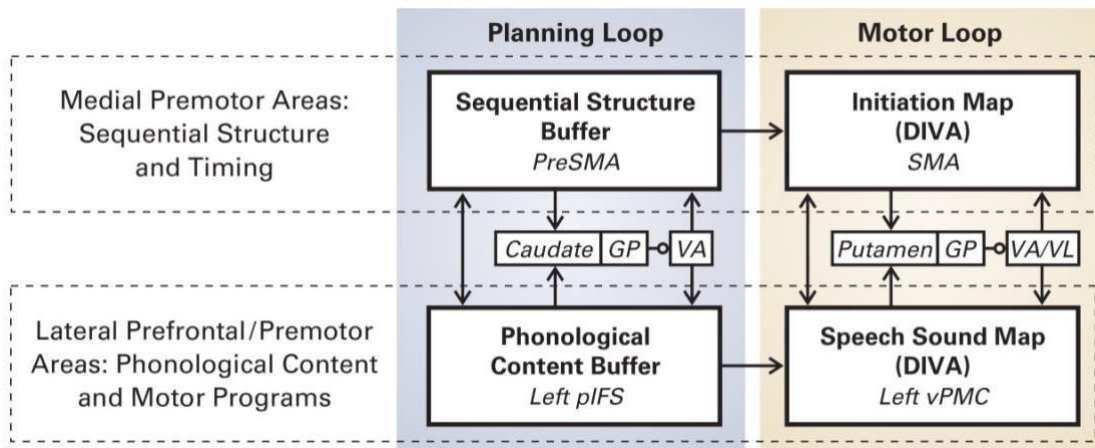 Planning Loop
Motor Loop
Medial Premotor Areas:
Sequential Structure
and Timing
Sequential Structure
Buffer
PreSMA
Initiation Map
(DIVA)
SMA
Caudate
GP
VA
Putamen
GP
VA/VL
Lateral Prefrontal/Premotor
Areas: Phonological Content
and Motor Programs
Phonological
Content Buffer
Left pIFS
Speech Sound Map
(DIVA)
Left vPMC